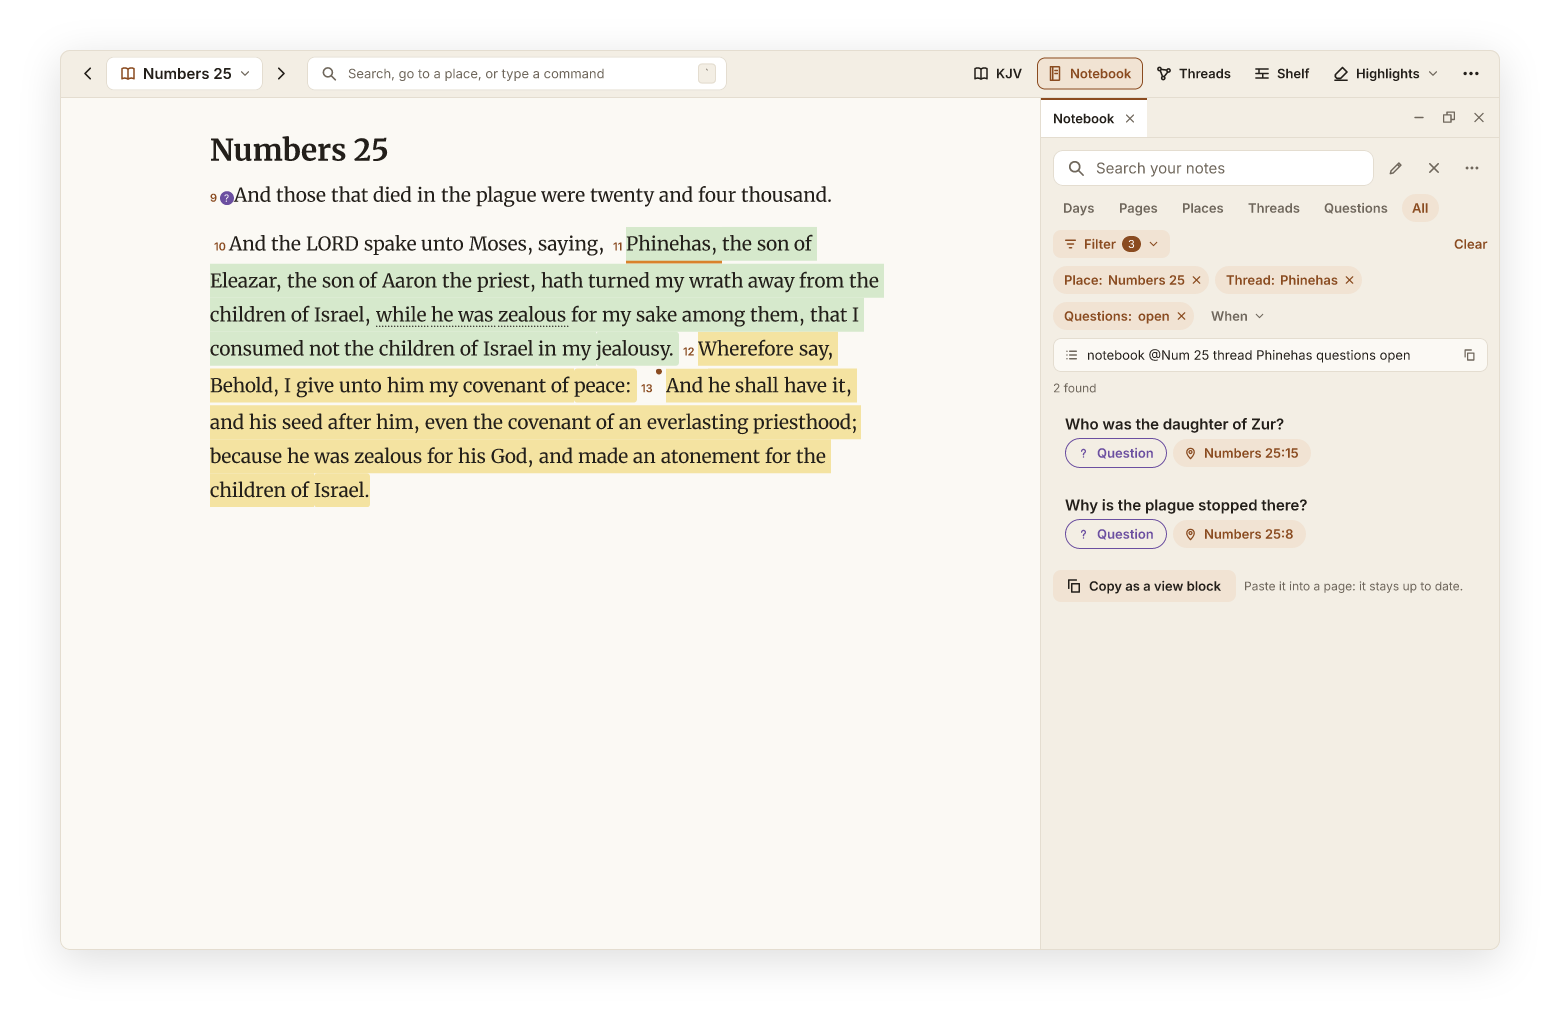 Numbers 25
Search, go to a place, or type a command
KJV
Notebook
Threads
Shelf
Highlights
Numbers 25
9 ? And those that died in the plague were twenty and four thousand.
10 And the LORD spake unto Moses, saying, 11 Phinehas, the son of
Eleazar, the son of Aaron the priest, hath turned my wrath away from the
children of Israel, while he was zealous for my sake among them, that I
consumed not the children of Israel in my jealousy. 12 Wherefore say,
Behold, I give unto him my covenant of peace: 13 And he shall have it,
and his seed after him, even the covenant of an everlasting priesthood;
because he was zealous for his God, and made an atonement for the
children of Israel.
Notebook
Search your notes
Days Pages Places Threads Questions All
Filter 3
Clear
Place: Numbers 25
Thread: Phinehas
Questions: open
When
notebook @Num 25 thread Phinehas questions open
2 found
Who was the daughter of Zur?
? Question Numbers 25:15
Why is the plague stopped there?
? Question Numbers 25:8
Copy as a view block
Paste it into a page: it stays up to date.